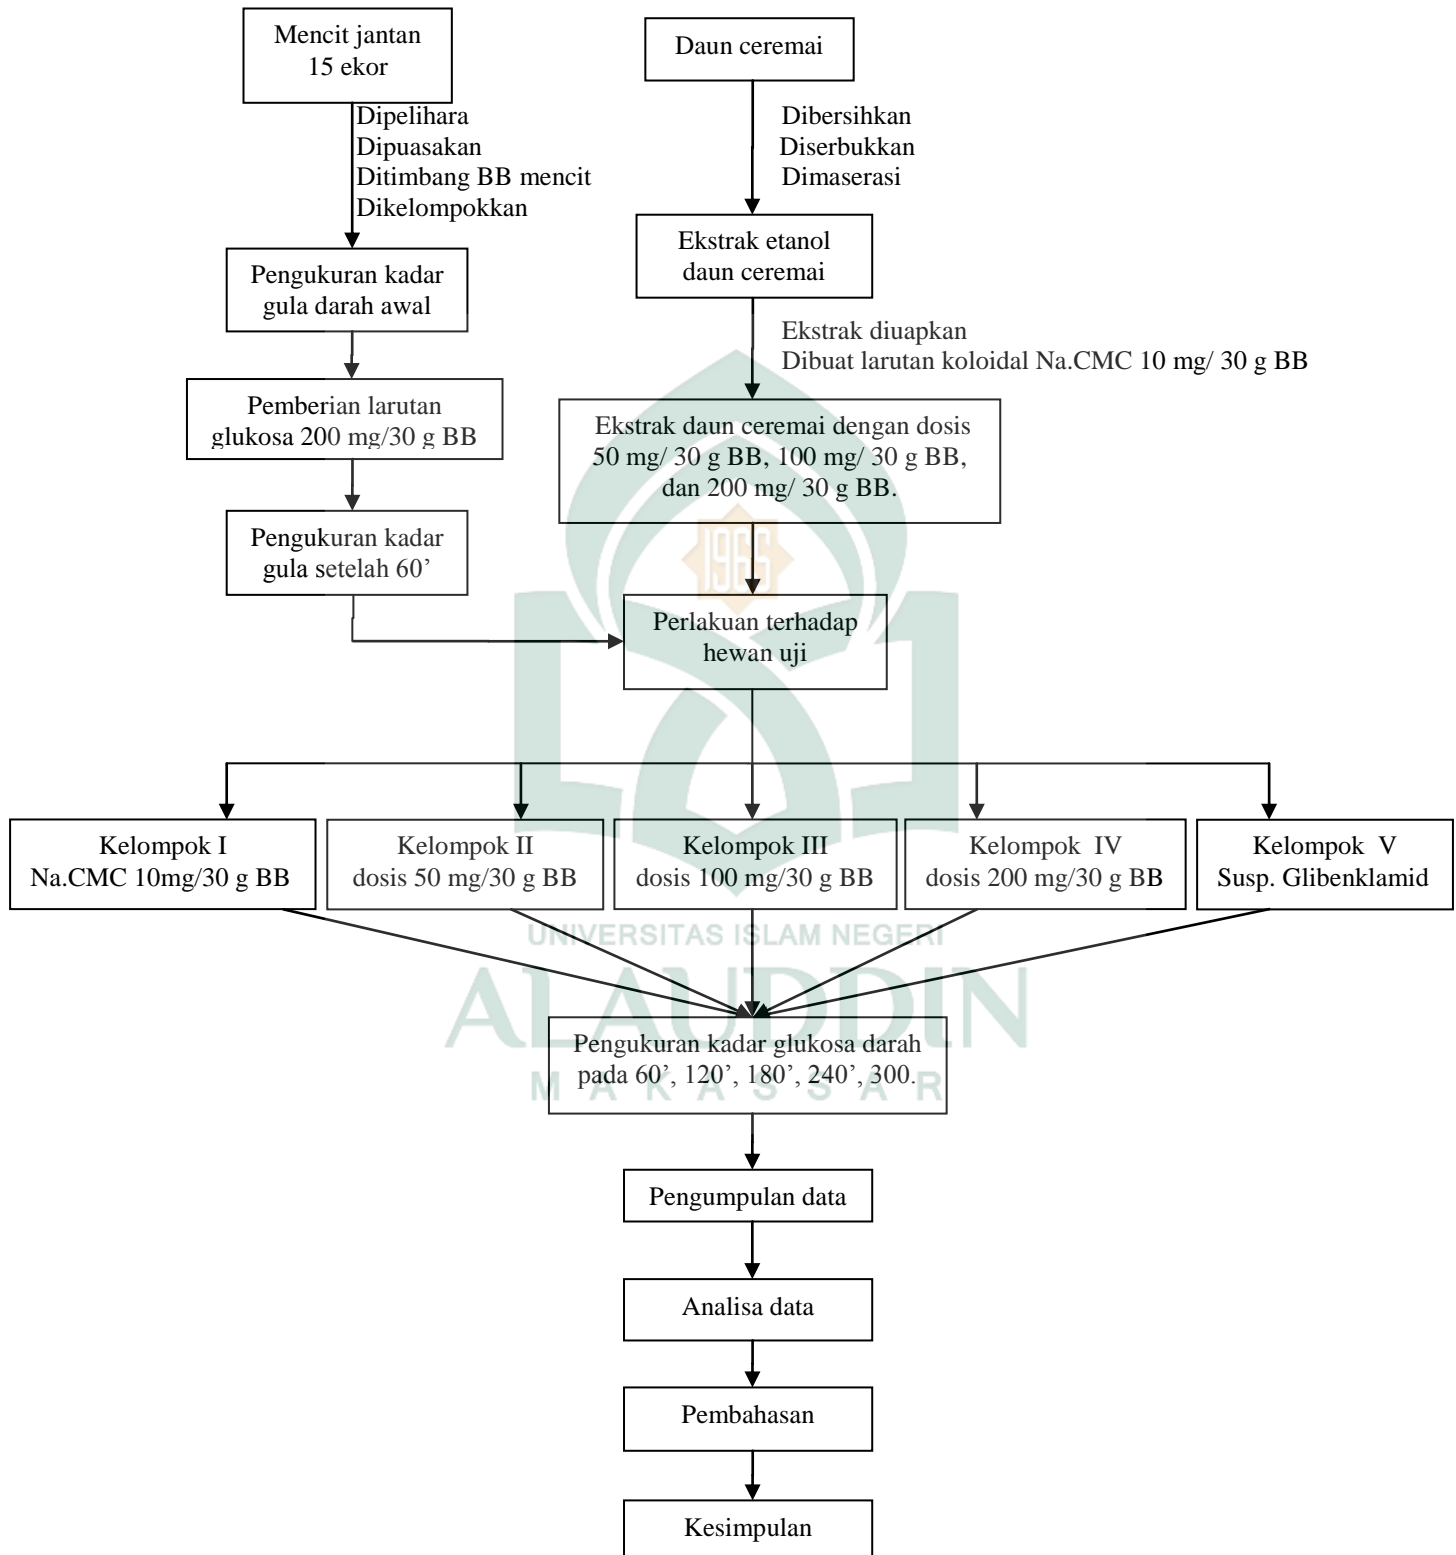 Mencit jantan
15 ekor
Daun ceremai
Dipelihara
Dipuasakan
Ditimbang BB mencit
Dikelompokkan
Dibersihkan
Diserbukkan
Dimaserasi
Pengukuran kadar
gula darah awal
Ekstrak etanol
daun ceremai
Ekstrak diuapkan
Dibuat larutan koloidal Na.CMC 10 mg/ 30 g BB
Pemberian larutan
glukosa 200 mg/30 g BB
Ekstrak daun ceremai dengan dosis
50 mg/ 30 g BB, 100 mg/ 30 g BB,
dan 200 mg/ 30 g BB.
Pengukuran kadar
gula setelah 60’
1965
Perlakuan terhadap
hewan uji
Kelompok I
Na.CMC 10mg/30 g BB
Kelompok II
dosis 50 mg/30 g BB
Kelompok III
dosis 100 mg/30 g BB
Kelompok  IV
dosis 200 mg/30 g BB
Kelompok  V
Susp. Glibenklamid
UNIVERSITAS ISLAM NEGERI
ALAUDDIN
MAKASSAR
Pengukuran kadar glukosa darah
pada 60’, 120’, 180’, 240’, 300.
Pengumpulan data
Analisa data
Pembahasan
Kesimpulan